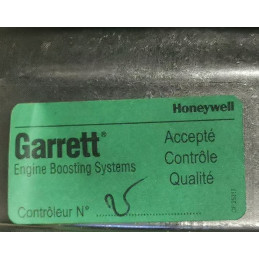 Honeywell
Garrett®
Engine Boosting Systems
Accepté
Contrôle
Qualité
Contrôleur N°